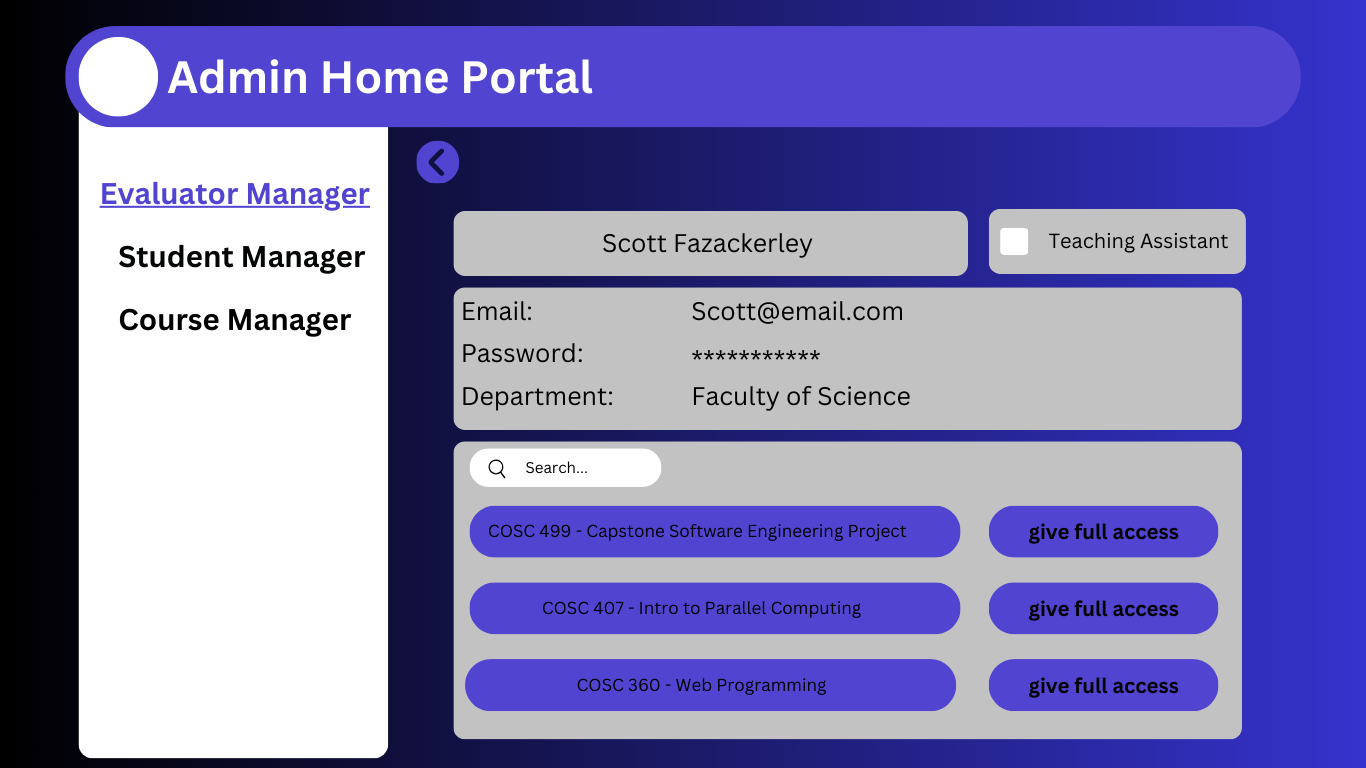 Admin Home Portal
Evaluator Manager
Student Manager
Course Manager
Scott Fazackerley
Teaching Assistant
Email: Scott@email.com
Password: ***********
Department: Faculty of Science
Search...
COSC 499 - Capstone Software Engineering Project give full access
COSC 407 - Intro to Parallel Computing give full access
COSC 360 - Web Programming give full access